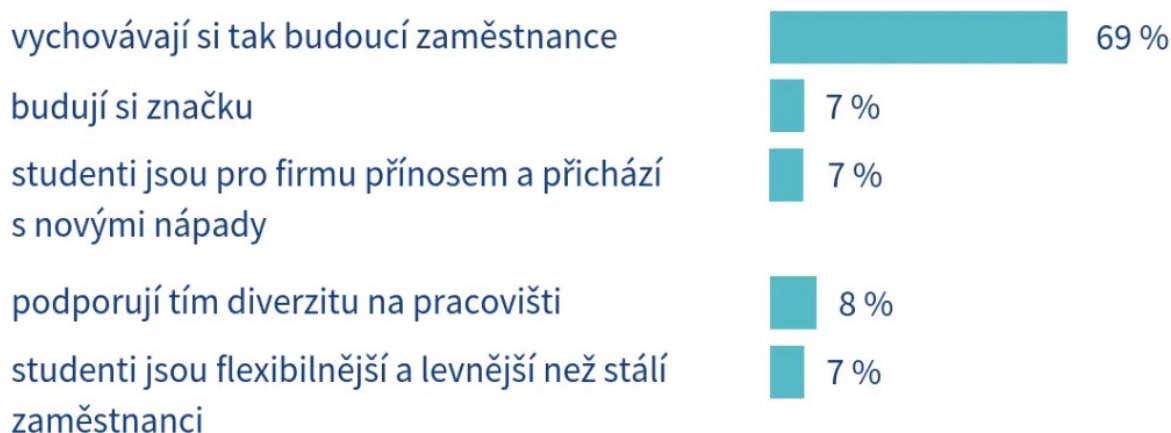 vychovávají si tak budoucí zaměstnance 69 %
budují si značku 7 %
studenti jsou pro firmu přínosem a přichází 7 %
s novými nápady
podporují tím diverzitu na pracovišti 8 %
studenti jsou flexibilnější a levnější než stálí 7 %
zaměstnanci